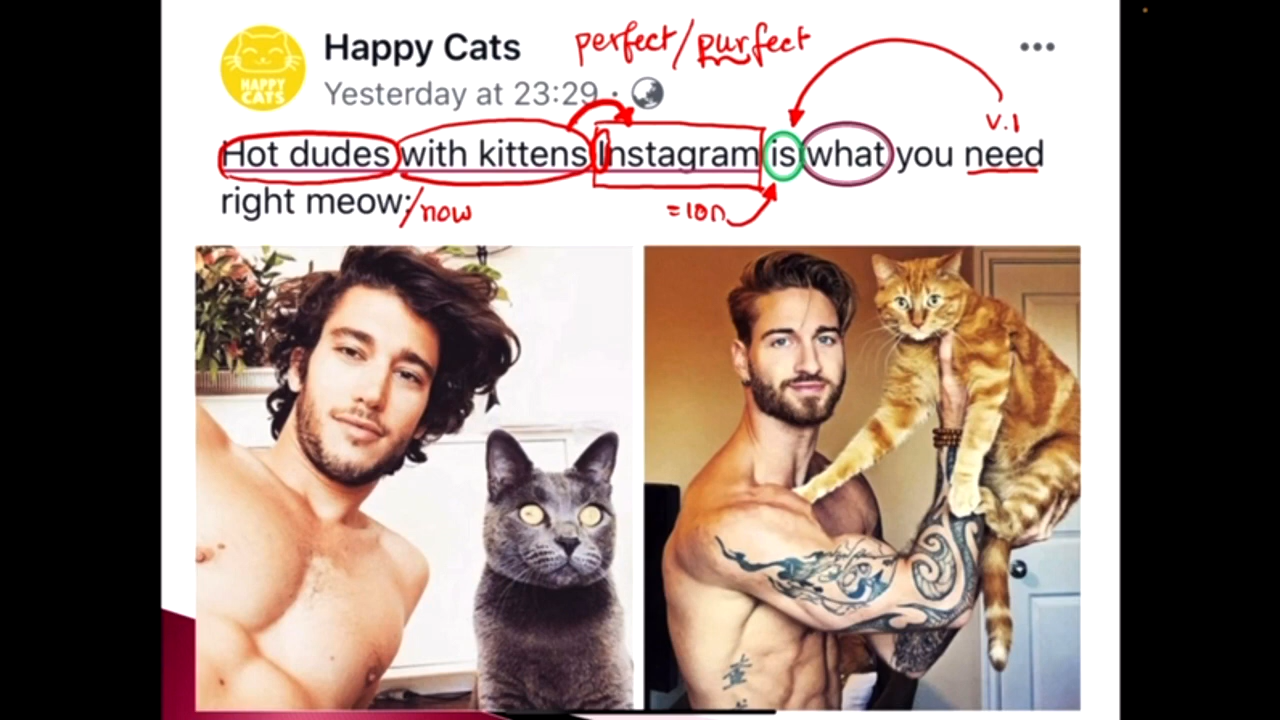 Happy Cats
perfect/purfect
Yesterday at 23:29 ·
HAPPY
CATS
v.1
Hot dudes with kittens Instagram is what you need
right meow:/now